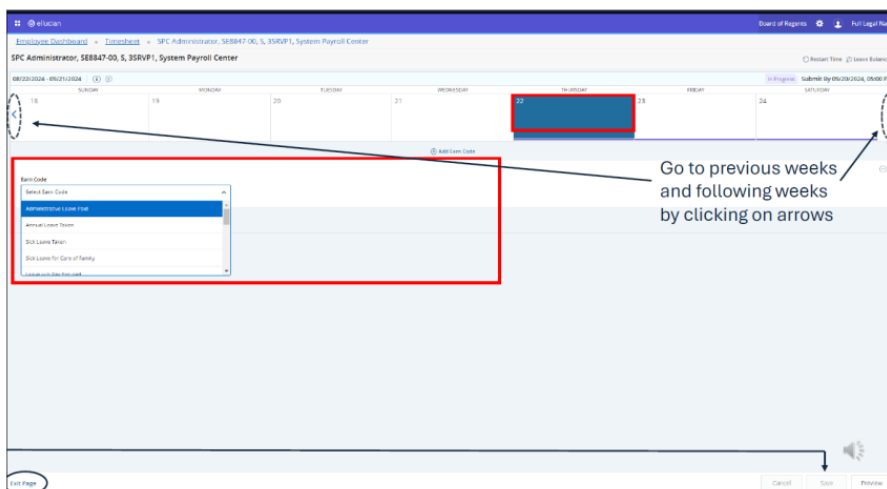 ellucian Board of Regents Full Legal Na
Employee Dashboard • Timesheet • SPC Administrator, SE8847-00, S, 3SRVP1, System Payroll Center
SPC Administrator, SE8847-00, S, 3SRVP1, System Payroll Center
Restart Time Leave Balanc
08/22/2024 - 09/21/2024 In Progress Submit By 09/20/2024, 05:00 P
SUNDAY MONDAY TUESDAY WEDNESDAY THURSDAY FRIDAY SATURDAY
18 19 20 21 22 23 24
Add Earn Code
Go to previous weeks
and following weeks
by clicking on arrows
Earn Code
Select Earn Code
Administrative Leave Paid
Annual Leave Taken
Sick Leave Taken
Sick Leave for Care of Family
Exit Page Cancel Save Preview